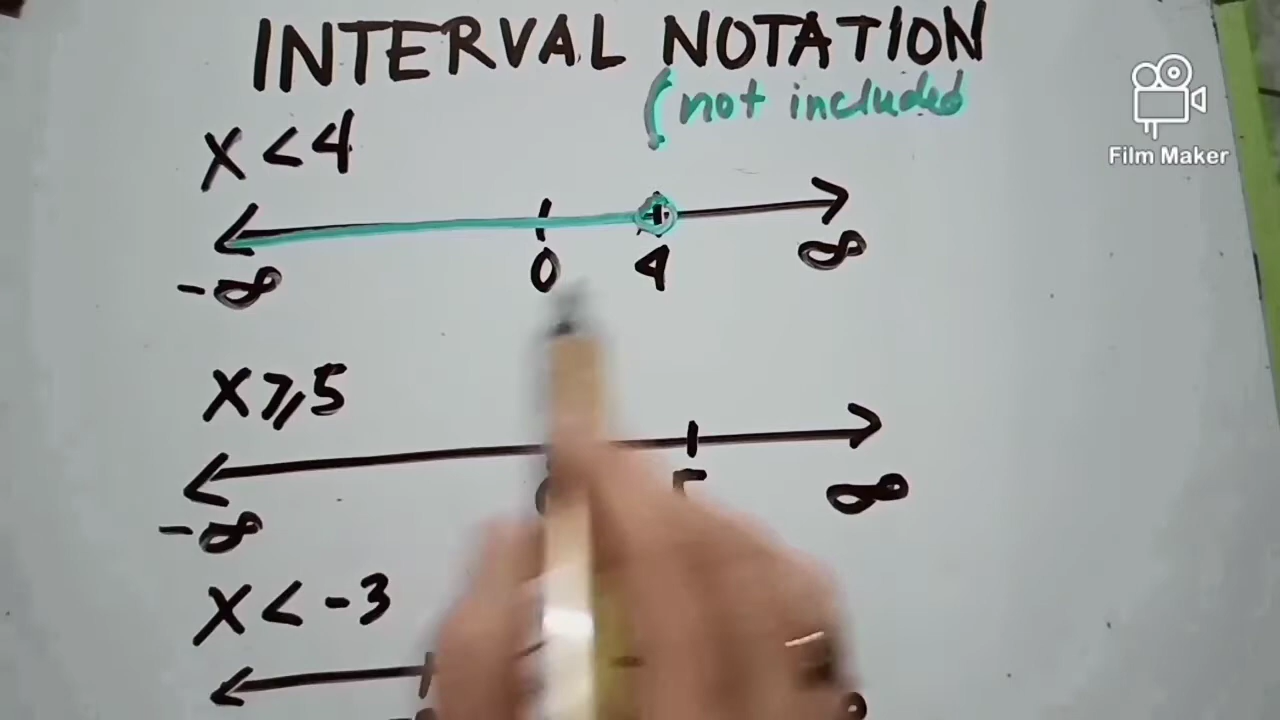 INTERVAL NOTATION
( not included
x < 4
-∞ 0 4 ∞
Film Maker
x ≥ 5
-∞ 5 ∞
x < -3